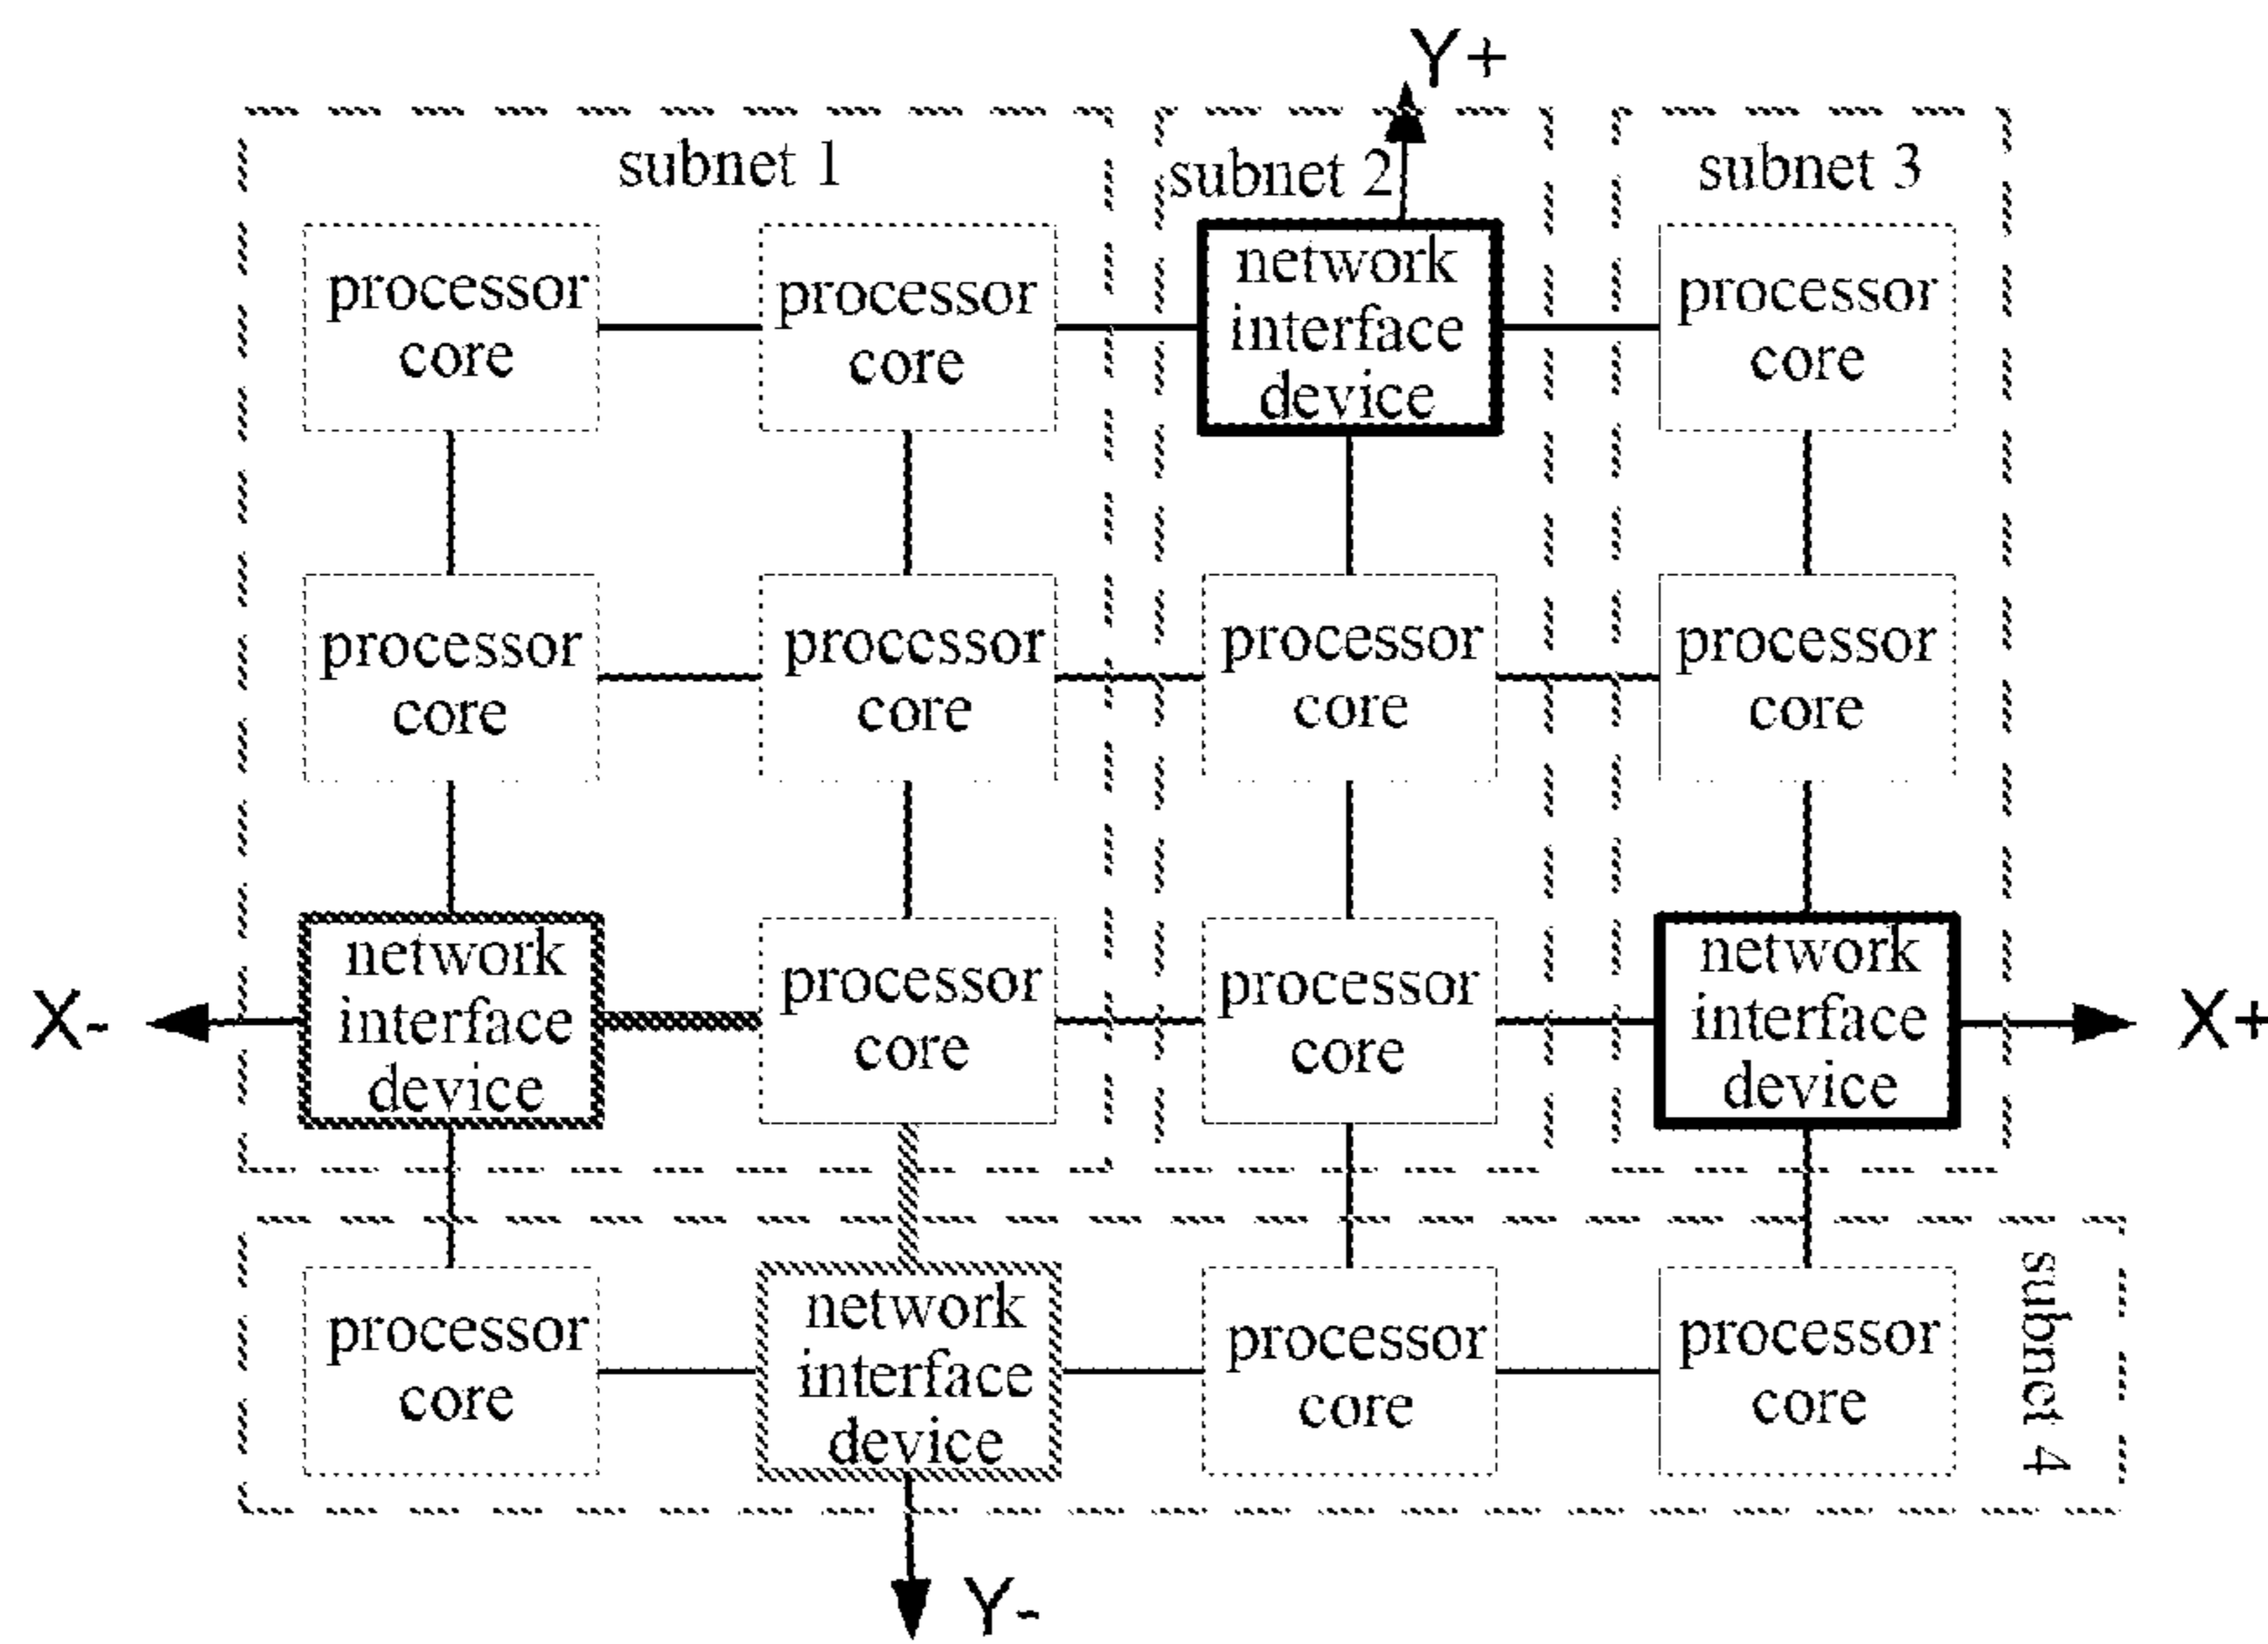 Y+
subnet 1
subnet 2
subnet 3
processor
core
processor
core
network
interface
device
processor
core
processor
core
processor
core
processor
core
processor
core
X-
network
interface
device
processor
core
processor
core
network
interface
device
X+
processor
core
network
interface
device
processor
core
processor
core
subnet 4
Y-